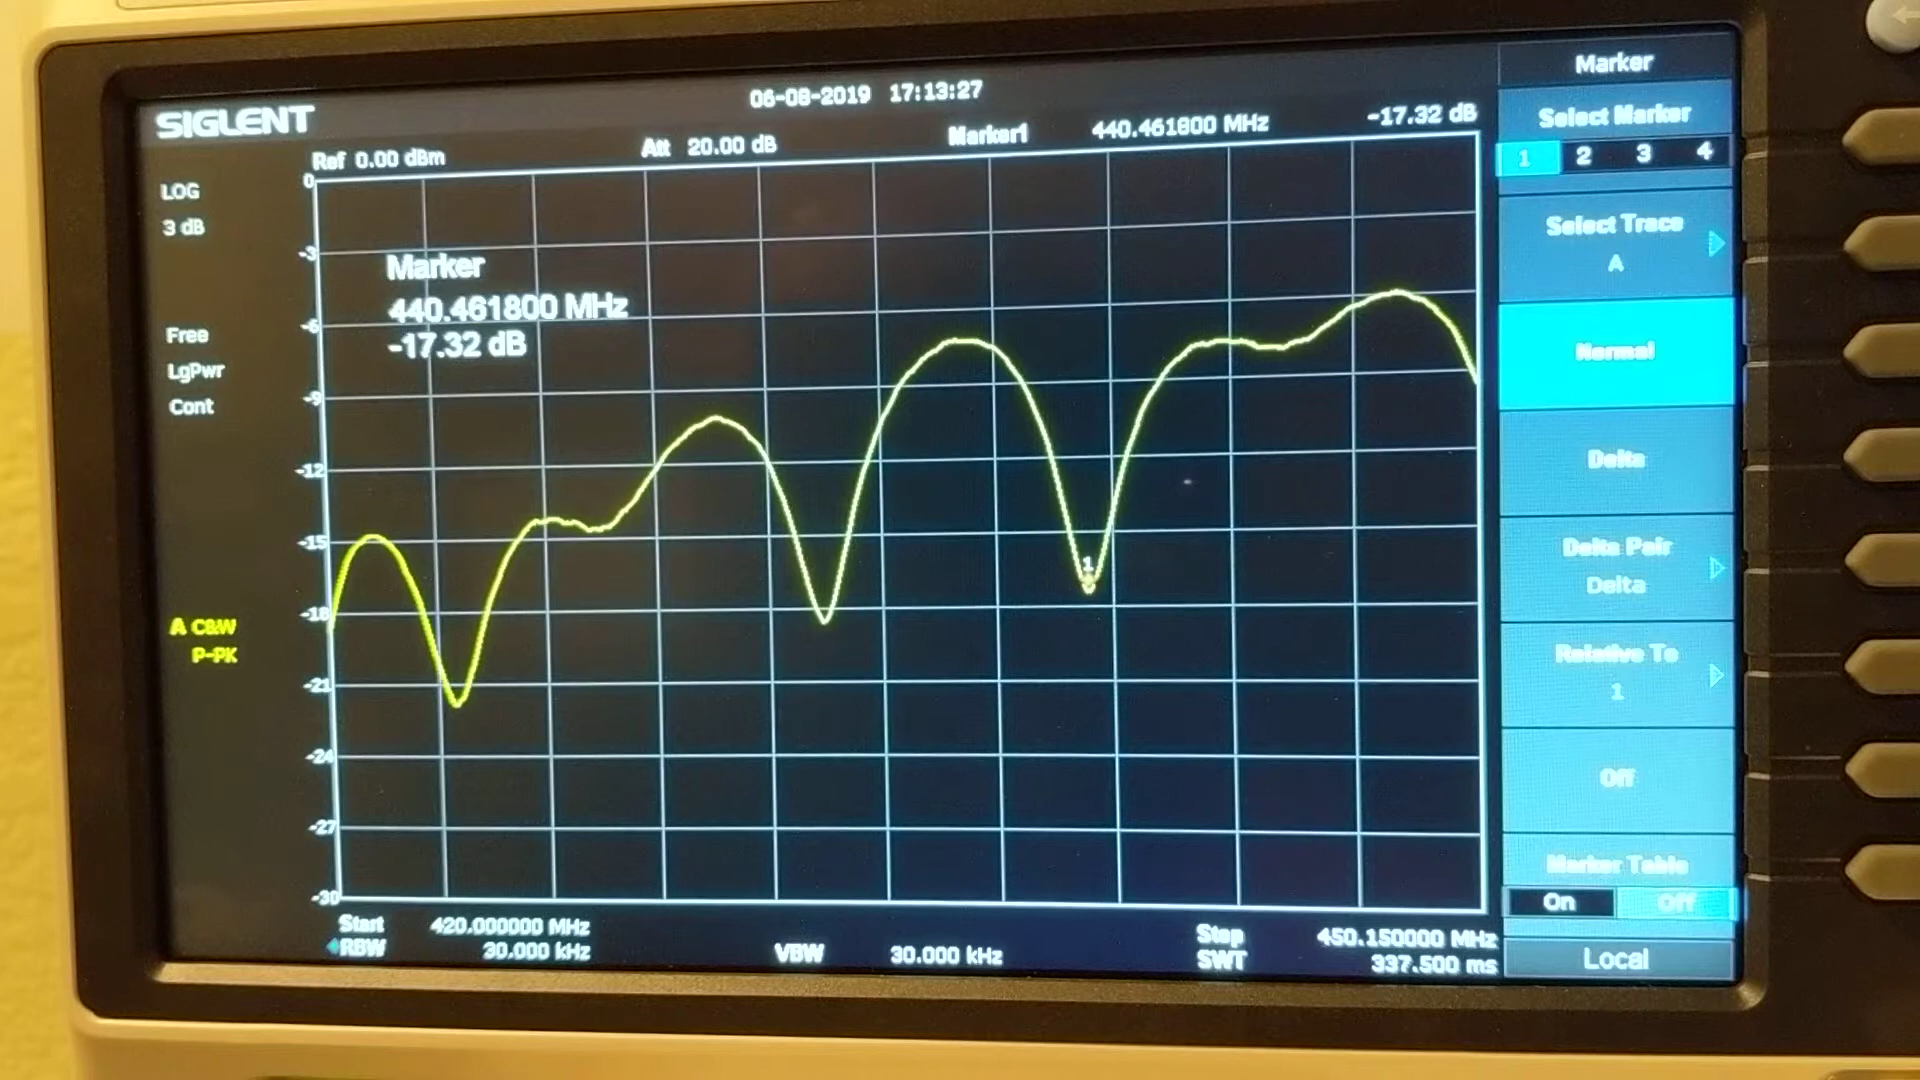 06-08-2019 17:13:27
SIGLENT
Ref 0.00 dBm Att 20.00 dB Marker1 440.461800 MHz -17.32 dB
LOG
3 dB
Free
LgPwr
Cont
A C&W
P-PK
0
-3
-6
-9
-12
-15
-18
-21
-24
-27
-30
Marker
440.461800 MHz
-17.32 dB
1
Start 420.000000 MHz Stop 450.150000 MHz
RBW 30.000 kHz VBW 30.000 kHz SWT 337.500 ms
Marker
Select Marker
1 2 3 4
Select Trace
A
Normal
Delta
Delta Pair
Delta
Relative To
1
Off
Marker Table
On Off
Local